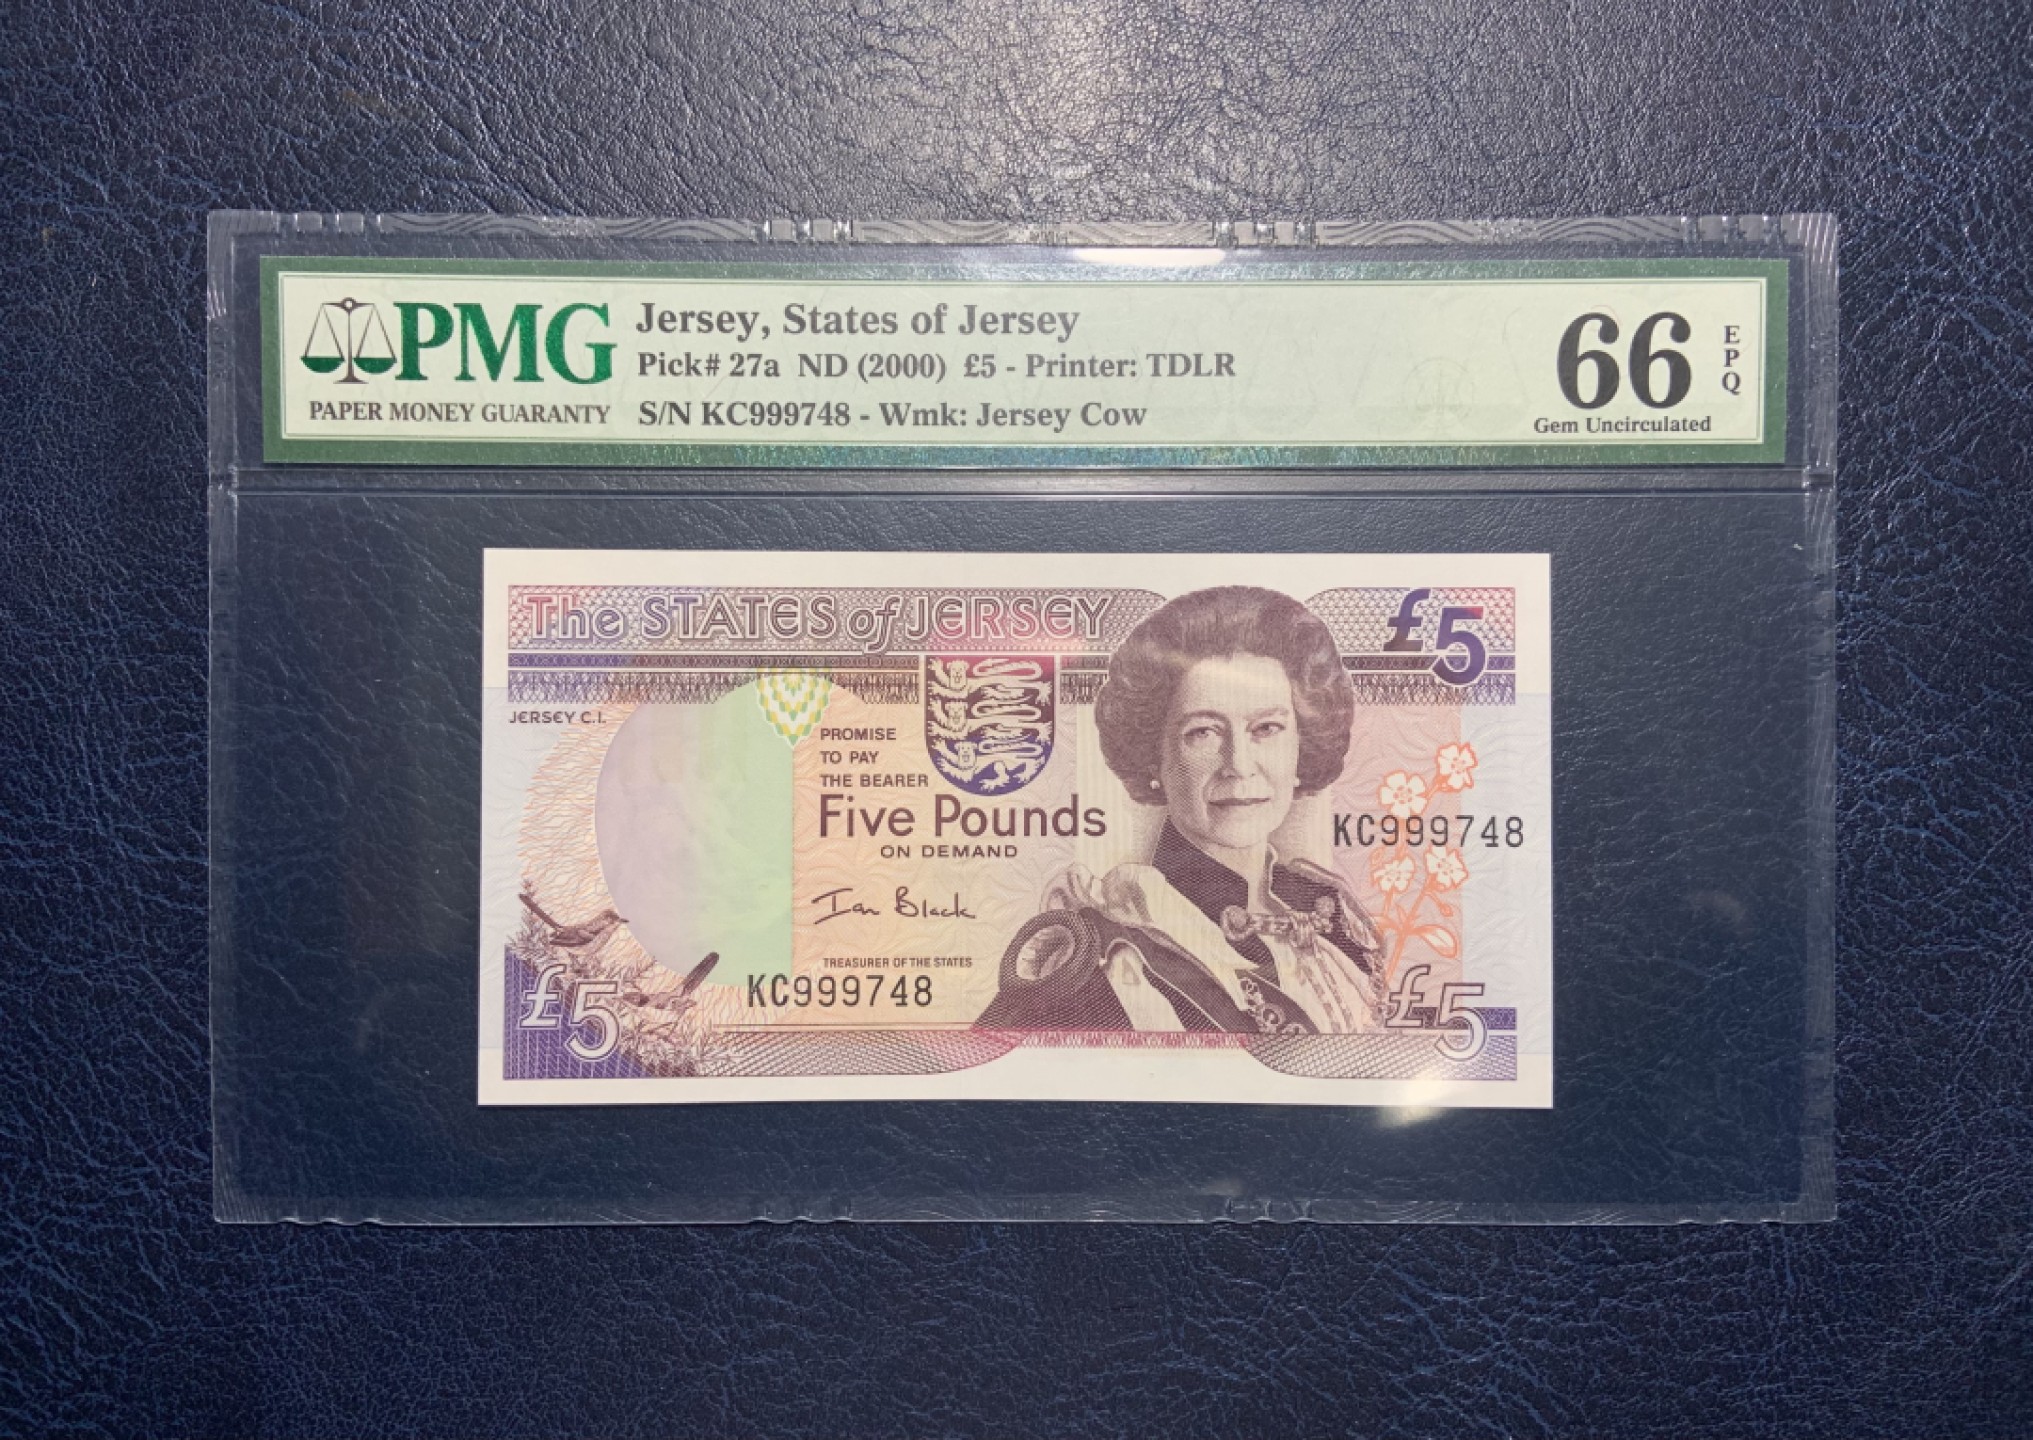 PMG
PAPER MONEY GUARANTY
Jersey, States of Jersey
Pick# 27a ND (2000) £5 - Printer: TDLR
S/N KC999748 - Wmk: Jersey Cow
66
EPQ
Gem Uncirculated
The STATES of JERSEY
£5
JERSEY C.I.
PROMISE
TO PAY
THE BEARER
Five Pounds
ON DEMAND
KC999748
Ian Black
TREASURER OF THE STATES
KC999748
£5
£5